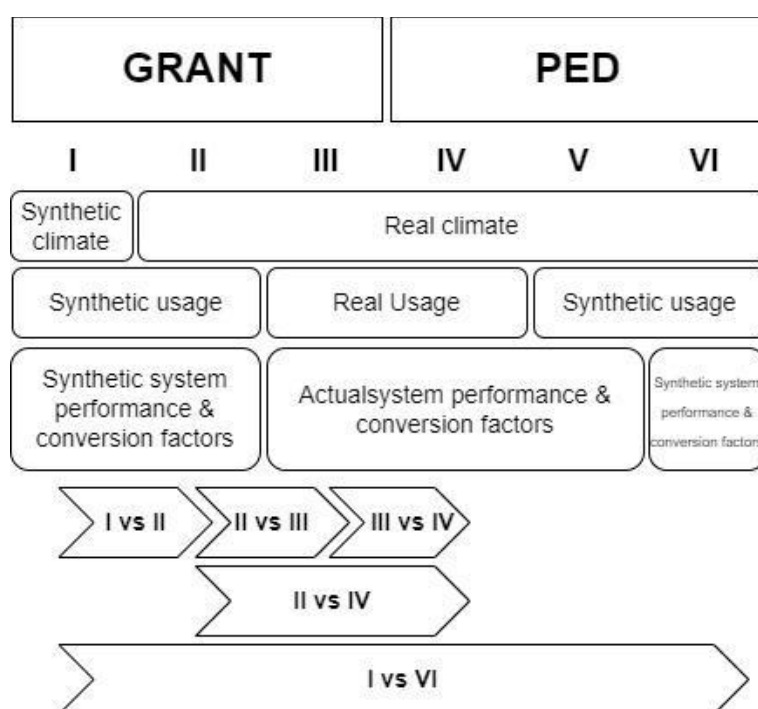 GRANT PED
I II III IV V VI
Synthetic
climate
Real climate
Synthetic usage Real Usage Synthetic usage
Synthetic system
performance &
conversion factors
Actualsystem performance &
conversion factors
Synthetic system
performance &
conversion factors
I vs II II vs III III vs IV
II vs IV
I vs VI